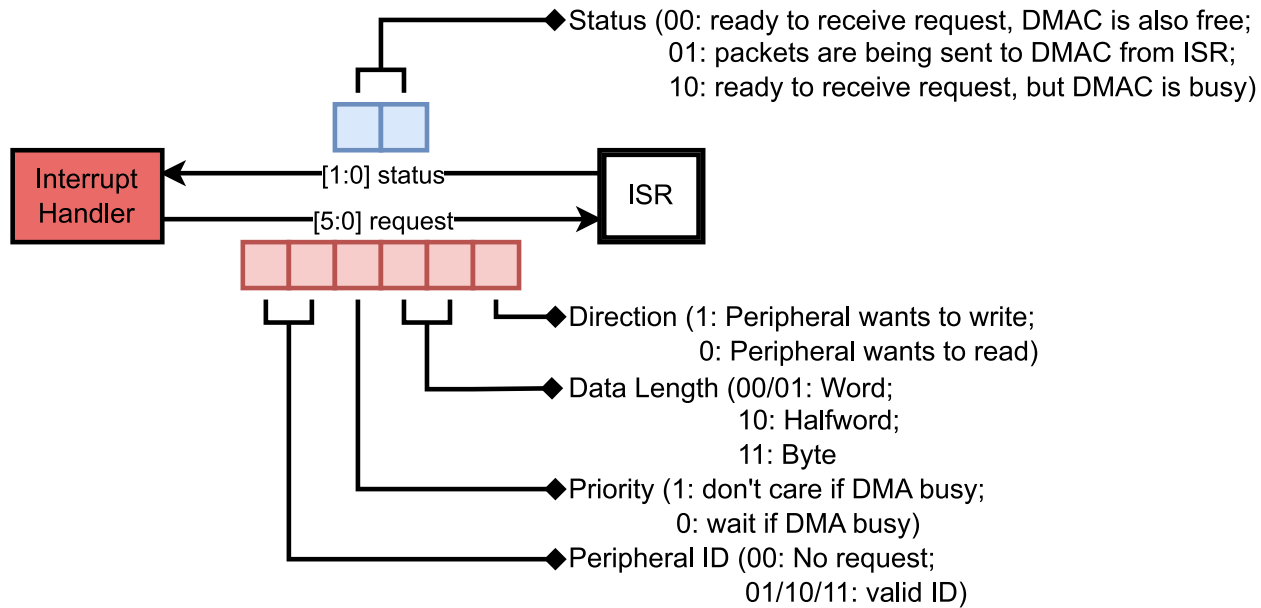 Status (00: ready to receive request, DMAC is also free;
01: packets are being sent to DMAC from ISR;
10: ready to receive request, but DMAC is busy)
Interrupt
Handler
[1:0] status
[5:0] request
ISR
Direction (1: Peripheral wants to write;
0: Peripheral wants to read)
Data Length (00/01: Word;
10: Halfword;
11: Byte
Priority (1: don't care if DMA busy;
0: wait if DMA busy)
Peripheral ID (00: No request;
01/10/11: valid ID)